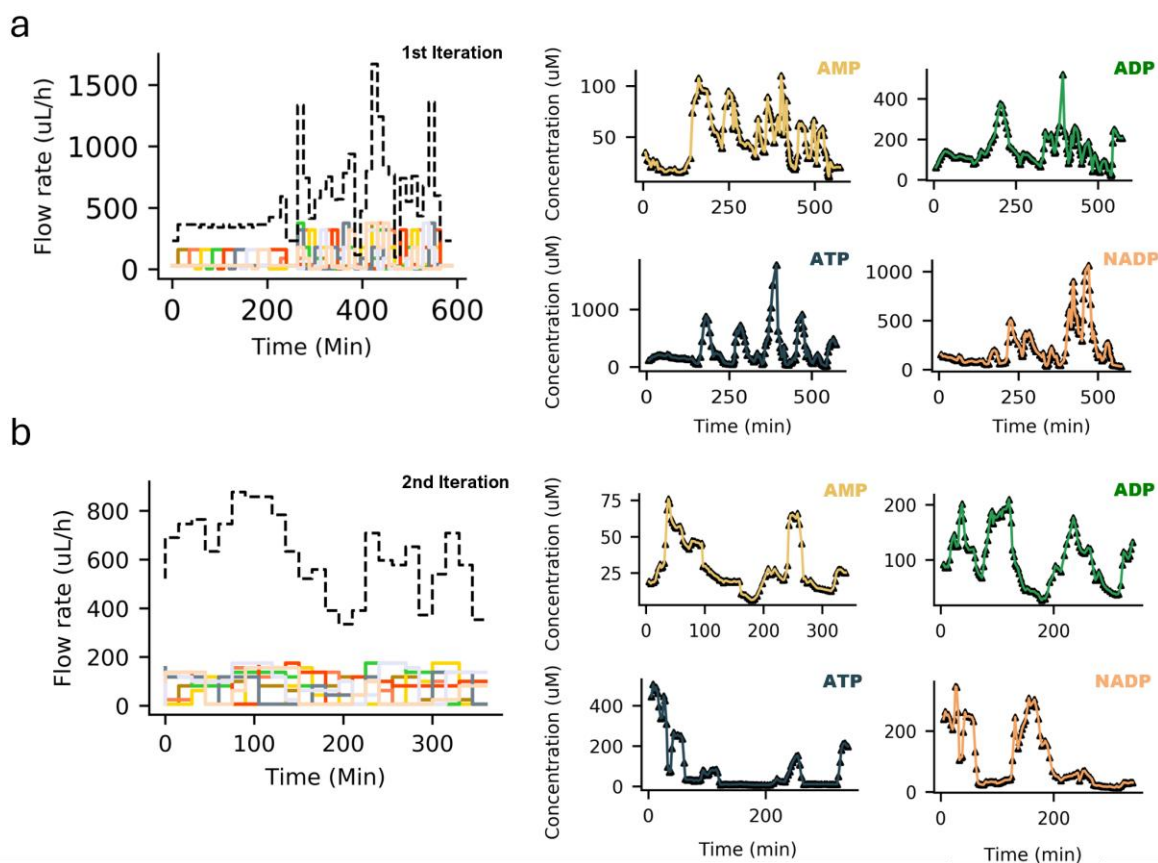 a
1st Iteration
Flow rate (uL/h)
1500
1000
500
0
0 200 400 600
Time (Min)
AMP
Concentration (uM)
100
50
0 250 500
ADP
400
200
0
0 250 500
ATP
Concentration (uM)
1000
0
0 250 500
Time (min)
NADP
1000
500
0
0 250 500
Time (min)
b
2nd Iteration
Flow rate (uL/h)
800
600
400
200
0
0 100 200 300
Time (Min)
AMP
Concentration (uM)
75
50
25
0 100 200 300
ADP
200
100
0 200
ATP
Concentration (uM)
400
200
0
0 200
Time (min)
NADP
200
0
0 200
Time (min)